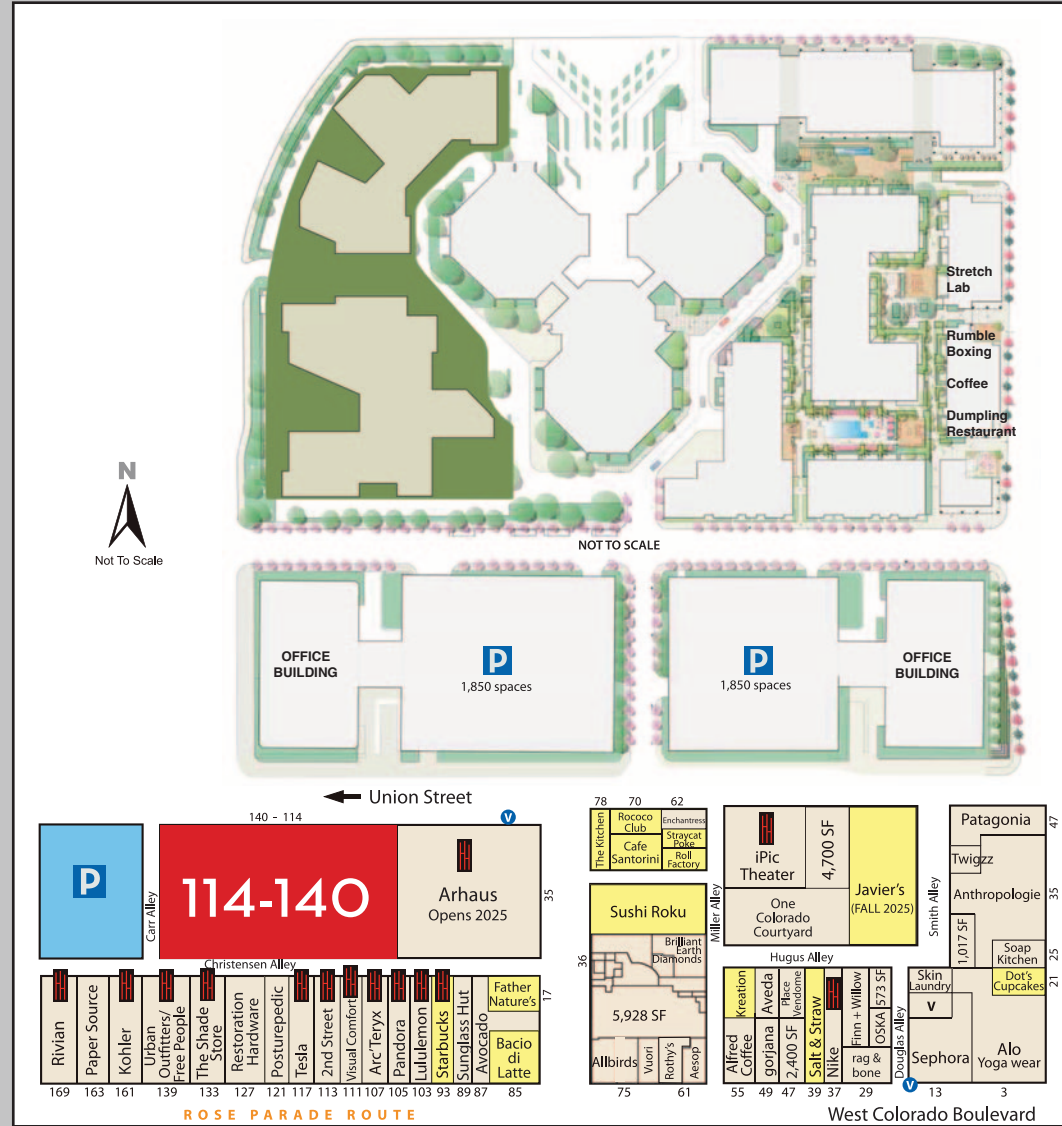 Stretch
Lab
Rumble
Boxing
Coffee
Dumpling
Restaurant
N
Not To Scale
NOT TO SCALE
OFFICE
BUILDING
P
1,850 spaces
P
1,850 spaces
OFFICE
BUILDING
Union Street
140 - 114
V
P
Carr Alley
114-140
Arhaus
Opens 2025
35
Christensen Alley
Rivian
Paper Source
Kohler
Urban
Outfitters/
Free People
The Shade
Store
Restoration
Hardware
Posturepedic
Tesla
2nd Street
Visual Comfort
Arc'Teryx
Pandora
Lululemon
Starbucks
Sunglass Hut
Avocado
Father
Nature's
Bacio
di
Latte
17
169
163
161
139
133
127
121
117
113
111
107
105
103
93
89
87
85
ROSE PARADE ROUTE
78
70
62
The Kitchen
Rococo
Club
Cafe
Santorini
Enchantress
Straycat
Poke
Roll
Factory
Sushi Roku
36
Brilliant
Earth
Diamonds
5,928 SF
Allbirds
Vuori
Rothy's
Aesop
75
61
Miller Alley
iPic
Theater
4,700 SF
One
Colorado
Courtyard
Javier's
(FALL 2025)
Hugus Alley
Kreation
Alfred
Coffee
Aveda
gorjana
Place
Vendome
2,400 SF
Salt & Straw
Nike
Finn + Willow
OSKA
573 SF
rag &
bone
55
49
47
39
37
29
Douglas Alley
Smith Alley
Patagonia
47
Twigzz
Anthropologie
35
1,017 SF
Soap
Kitchen
25
Dot's
Cupcakes
21
Skin
Laundry
V
Sephora
Alo
Yoga wear
V
13
3
West Colorado Boulevard